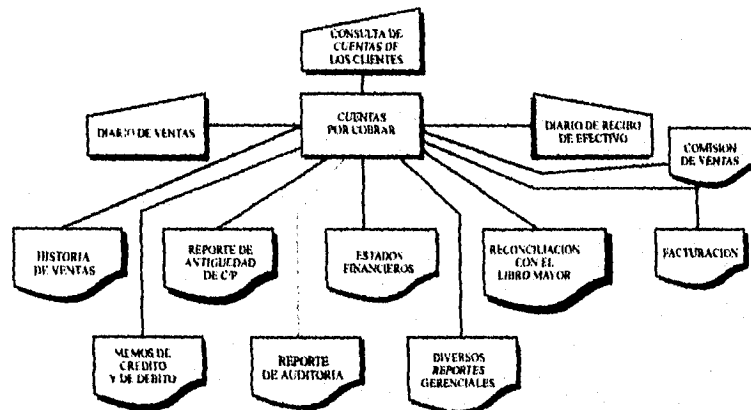 CONSULTA DE
CUENTAS DE
LOS CLIENTES
DIARIO DE VENTAS
CUENTAS
POR COBRAR
DIARIO DE RECIBO
DE EFECTIVO
COMISION
DE VENTAS
HISTORIA
DE VENTAS
REPORTE DE
ANTIGUEDAD
DE C/P
ESTADOS
FINANCIEROS
RECONCILIACION
CON EL
LIBRO MAYOR
FACTURACION
MEMOS DE
CREDITO
Y DE DEBITO
REPORTE
DE AUDITORIA
DIVERSOS
REPORTES
GERENCIALES